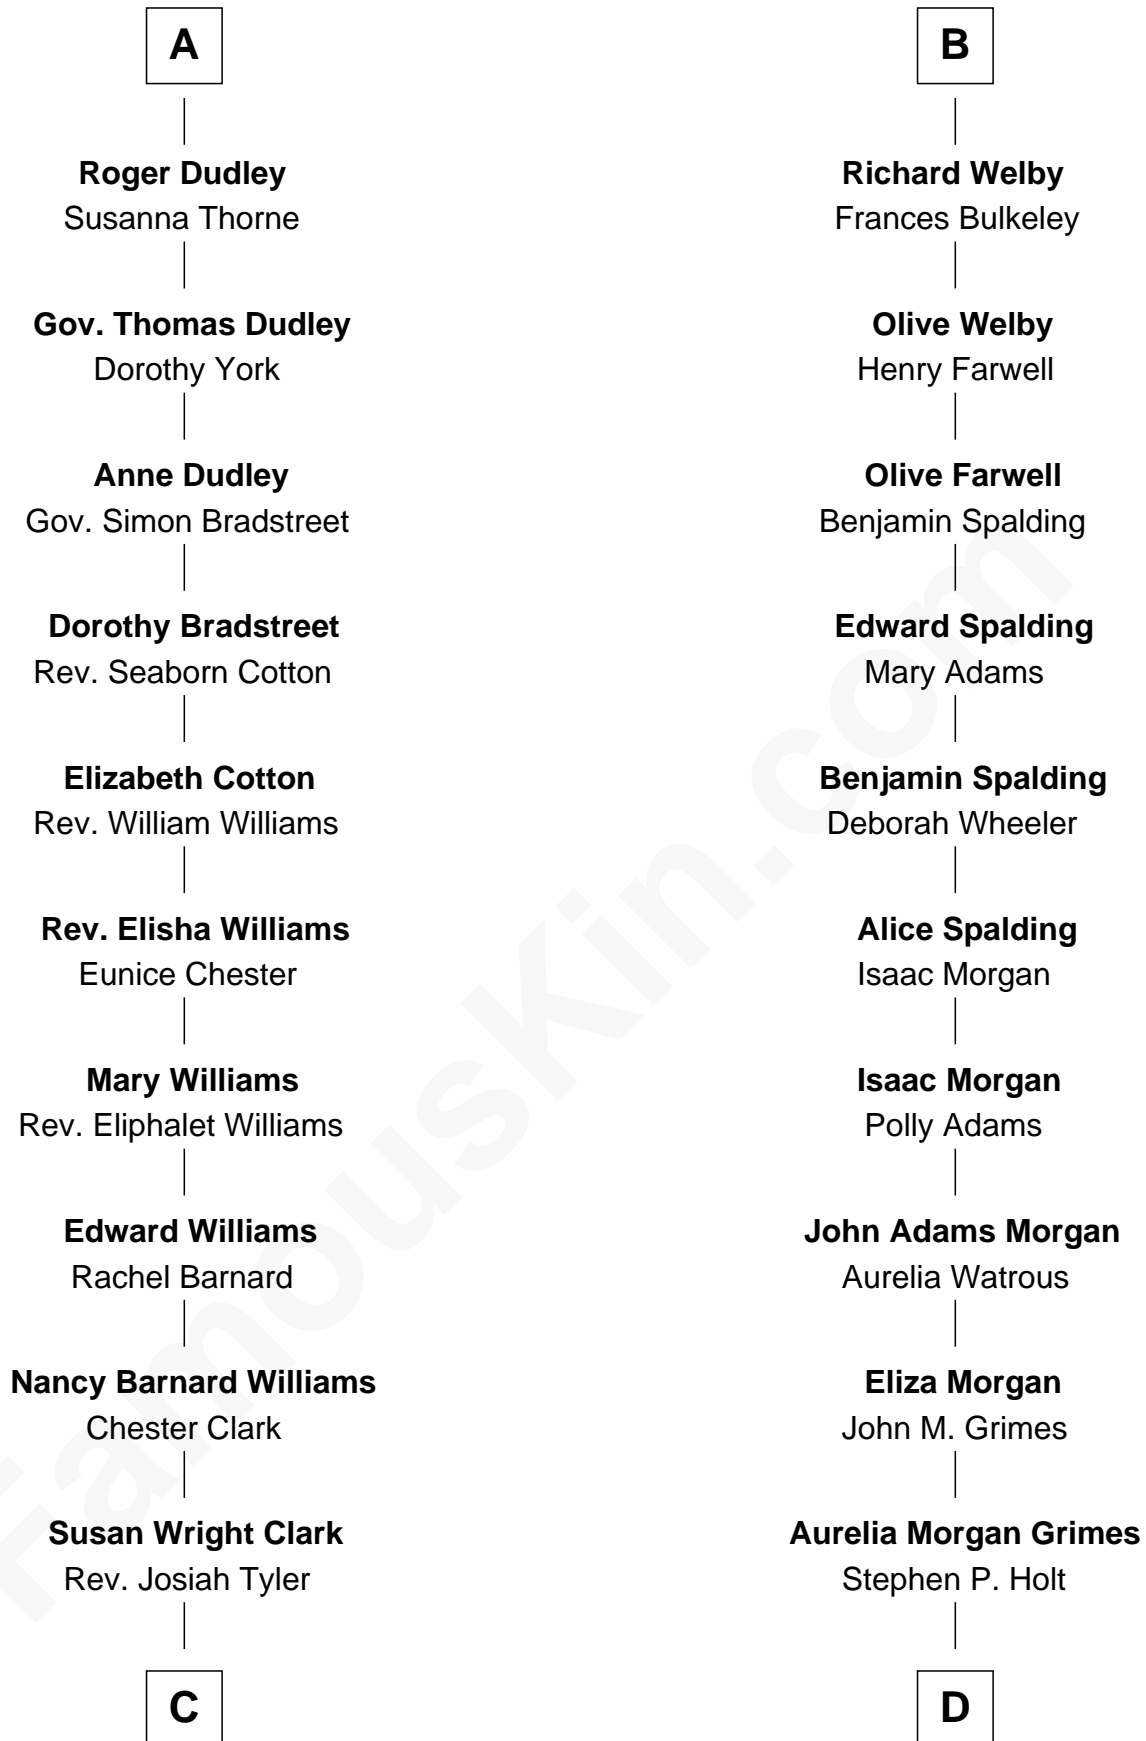 A
Roger Dudley
Susanna Thorne
Gov. Thomas Dudley
Dorothy York
Anne Dudley
Gov. Simon Bradstreet
Dorothy Bradstreet
Rev. Seaborn Cotton
Elizabeth Cotton
Rev. William Williams
Rev. Elisha Williams
Eunice Chester
Mary Williams
Rev. Eliphalet Williams
Edward Williams
Rachel Barnard
Nancy Barnard Williams
Chester Clark
Susan Wright Clark
Rev. Josiah Tyler
C
B
Richard Welby
Frances Bulkeley
Olive Welby
Henry Farwell
Olive Farwell
Benjamin Spalding
Edward Spalding
Mary Adams
Benjamin Spalding
Deborah Wheeler
Alice Spalding
Isaac Morgan
Isaac Morgan
Polly Adams
John Adams Morgan
Aurelia Watrous
Eliza Morgan
John M. Grimes
Aurelia Morgan Grimes
Stephen P. Holt
D
FamousKin.com